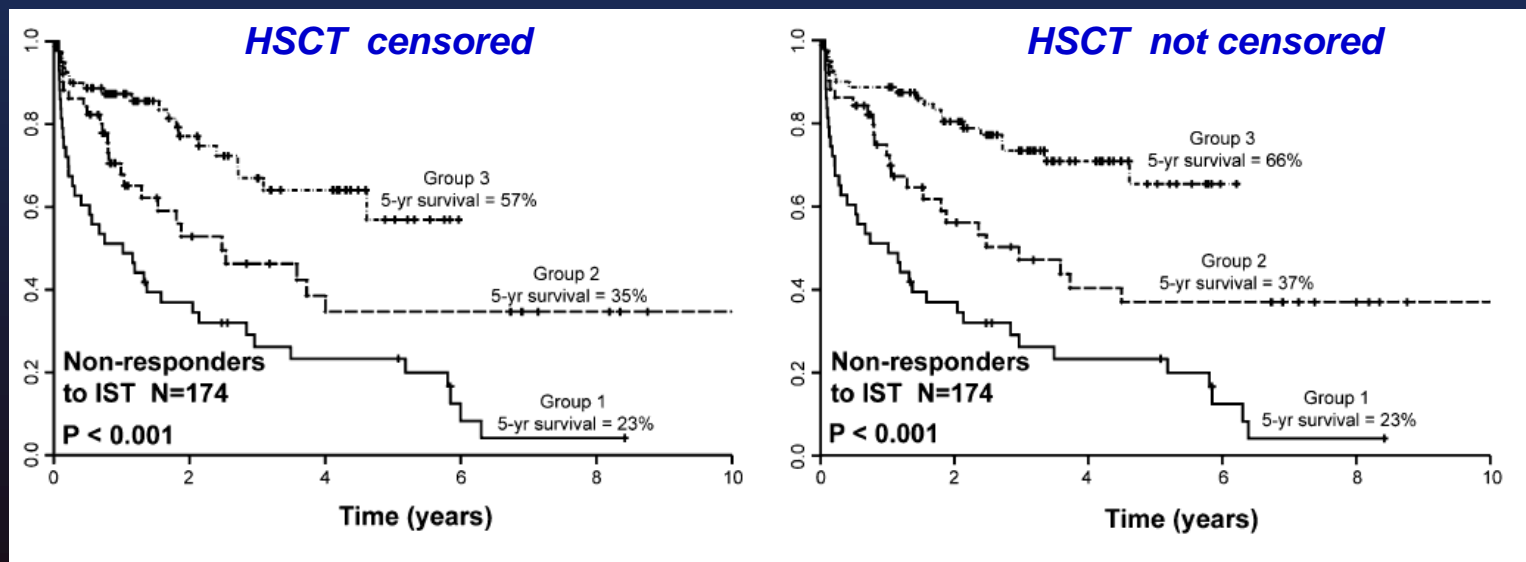 HSCT censored
1.0
0.8
0.6
0.4
0.2
0.0
Group 3
5-yr survival = 57%
Group 2
5-yr survival = 35%
Group 1
5-yr survival = 23%
Non-responders
to IST N=174
P < 0.001
0 2 4 6 8 10
Time (years)
HSCT not censored
1.0
0.8
0.6
0.4
0.2
0.0
Group 3
5-yr survival = 66%
Group 2
5-yr survival = 37%
Group 1
5-yr survival = 23%
Non-responders
to IST N=174
P < 0.001
0 2 4 6 8 10
Time (years)